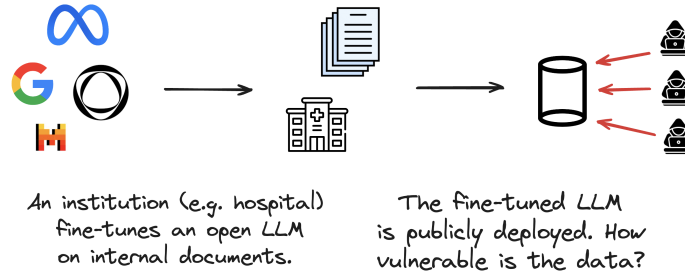 An institution (e.g. hospital)
fine-tunes an open LLM
on internal documents.
The fine-tuned LLM
is publicly deployed. How
vulnerable is the data?